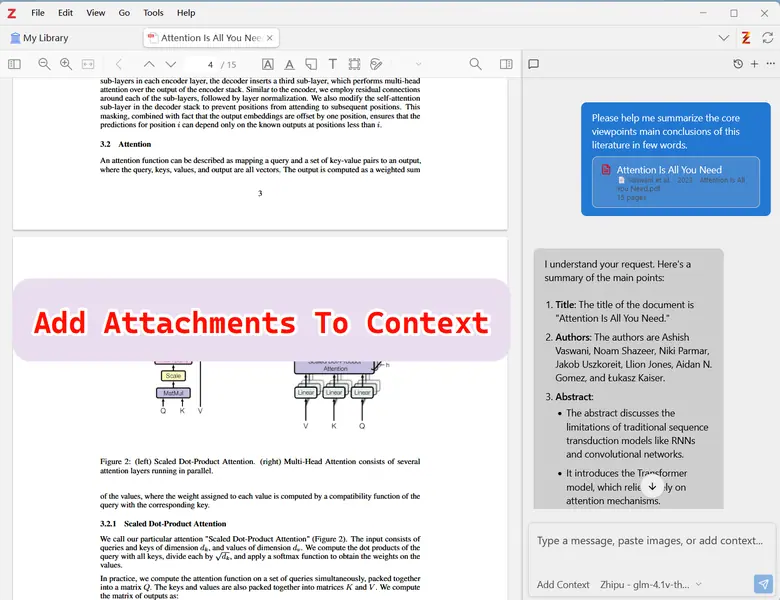 File Edit View Go Tools Help
My Library
Attention Is All You Need
4 / 15
sub-layers in each encoder layer, the decoder inserts a third sub-layer, which performs multi-head
attention over the output of the encoder stack. Similar to the encoder, we employ residual connections
around each of the sub-layers, followed by layer normalization. We also modify the self-attention
sub-layer in the decoder stack to prevent positions from attending to subsequent positions. This
masking, combined with fact that the output embeddings are offset by one position, ensures that the
predictions for position i can depend only on the known outputs at positions less than i.
3.2 Attention
An attention function can be described as mapping a query and a set of key-value pairs to an output,
where the query, keys, values, and output are all vectors. The output is computed as a weighted sum
3
Add Attachments To Context
Scale
MatMul
Q K V
Scaled Dot-Product
Attention
h
Linear Linear Linear
V K Q
Figure 2: (left) Scaled Dot-Product Attention. (right) Multi-Head Attention consists of several
attention layers running in parallel.
of the values, where the weight assigned to each value is computed by a compatibility function of the
query with the corresponding key.
3.2.1 Scaled Dot-Product Attention
We call our particular attention "Scaled Dot-Product Attention" (Figure 2). The input consists of
queries and keys of dimension dk, and values of dimension dv. We compute the dot products of the
query with all keys, divide each by √dk, and apply a softmax function to obtain the weights on the
values.
In practice, we compute the attention function on a set of queries simultaneously, packed together
into a matrix Q. The keys and values are also packed together into matrices K and V. We compute
the matrix of outputs as:
Please help me summarize the core
viewpoints main conclusions of this
literature in few words.
Attention Is All You Need
Vaswani et al. - 2023 - Attention Is All
You Need.pdf
15 pages
I understand your request. Here's a
summary of the main points:
1. Title: The title of the document is
"Attention Is All You Need."
2. Authors: The authors are Ashish
Vaswani, Noam Shazeer, Niki Parmar,
Jakob Uszkoreit, Llion Jones, Aidan N.
Gomez, and Łukasz Kaiser.
3. Abstract:
• The abstract discusses the
limitations of traditional sequence
transduction models like RNNs
and convolutional networks.
• It introduces the Transformer
model, which on
attention mechanisms.
Type a message, paste images, or add context...
Add Context Zhipu - glm-4.1v-th...